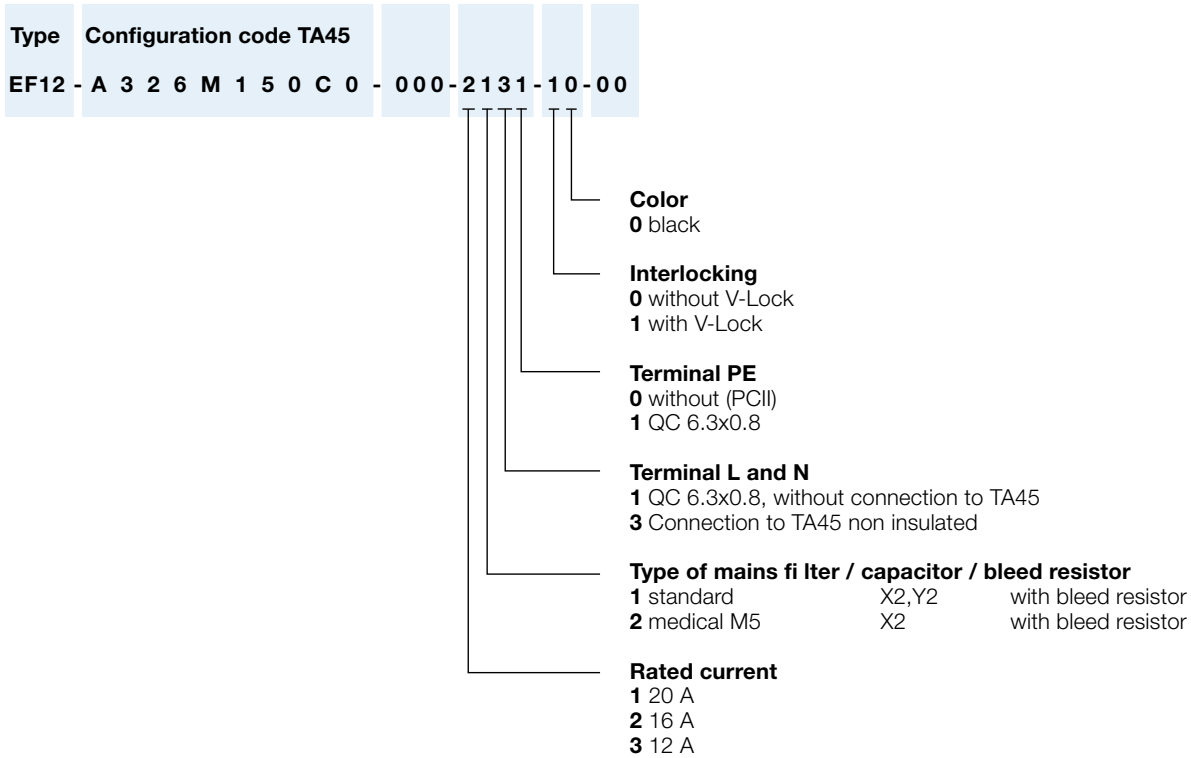 Type Configuration code TA45
EF12 - A 3 2 6 M 1 5 0 C 0 - 000 - 2131 - 10 - 00
Color
0 black
Interlocking
0 without V-Lock
1 with V-Lock
Terminal PE
0 without (PCII)
1 QC 6.3x0.8
Terminal L and N
1 QC 6.3x0.8, without connection to TA45
3 Connection to TA45 non insulated
Type of mains fi lter / capacitor / bleed resistor
1 standard X2,Y2 with bleed resistor
2 medical M5 X2 with bleed resistor
Rated current
1 20 A
2 16 A
3 12 A